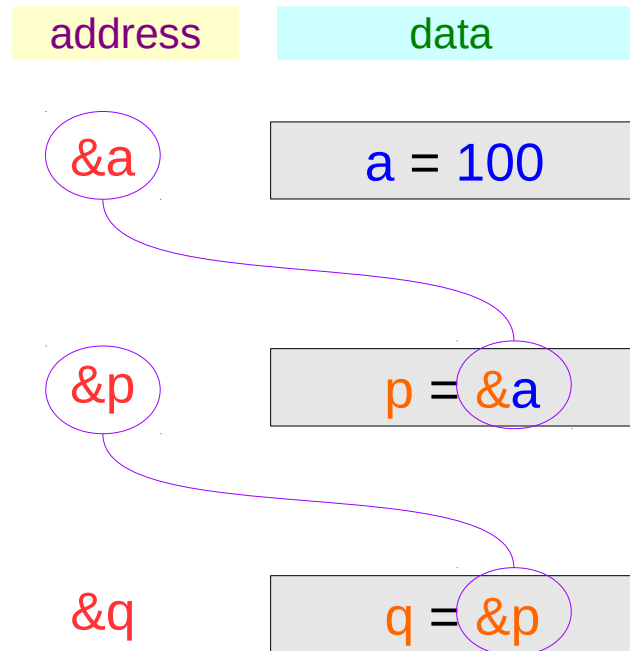 address data
&a a = 100
&p p = &a
&q q = &p